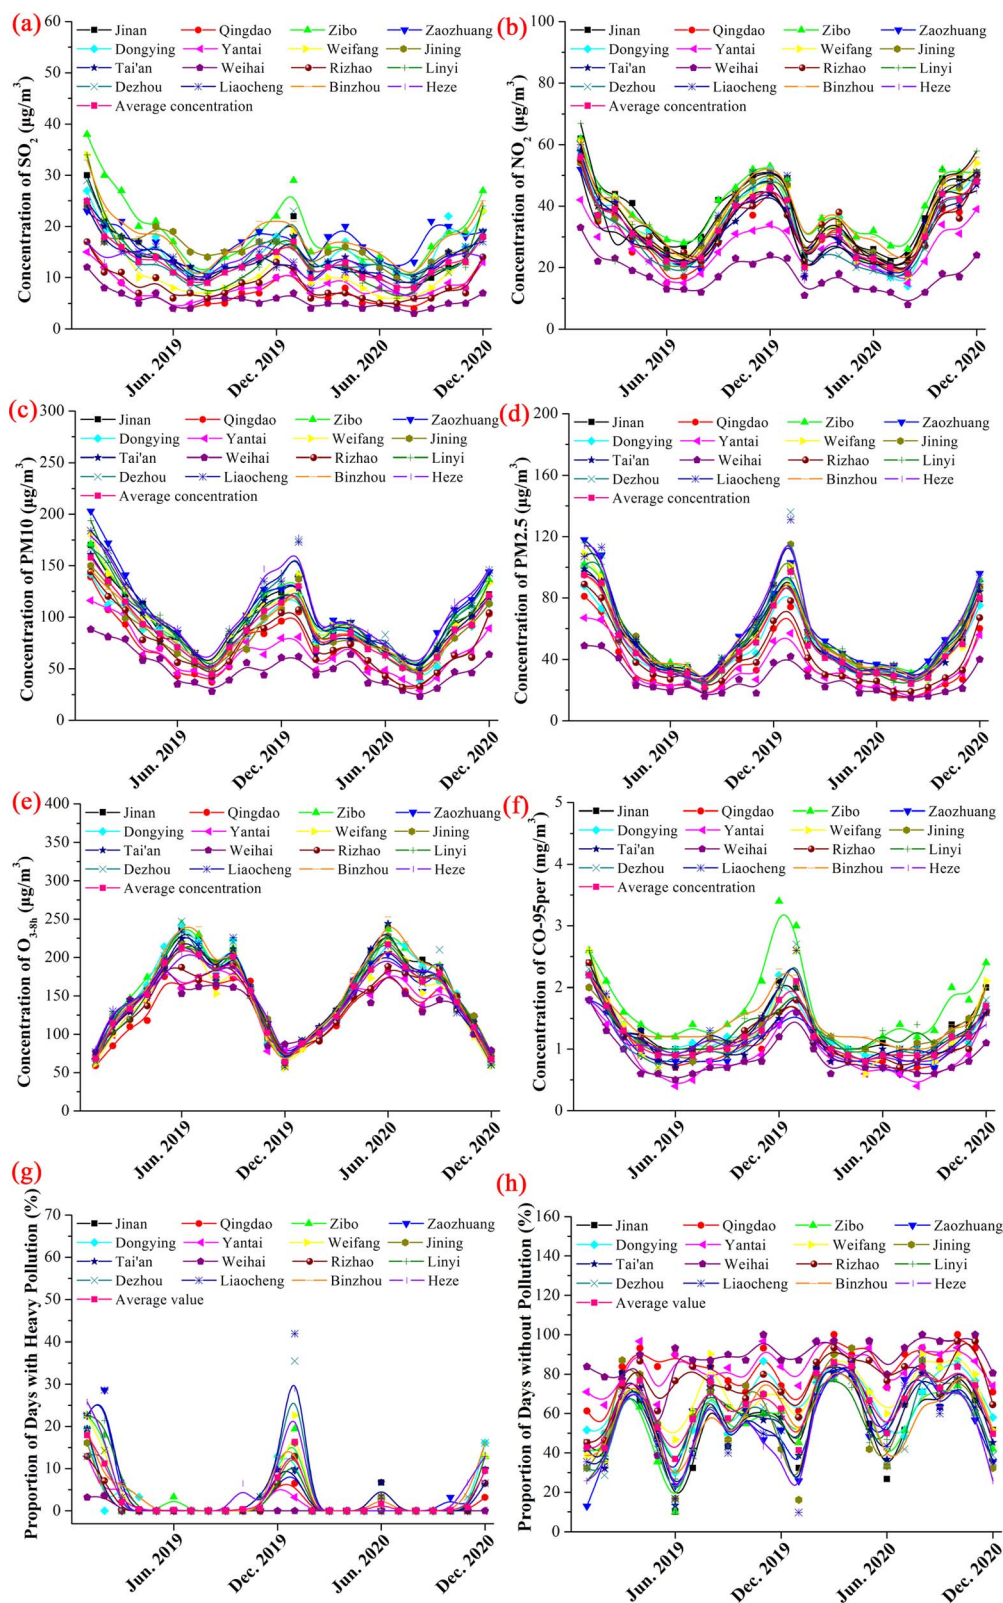 (a)
60
50
40
30
20
10
0
Concentration of SO2 (μg/m3)
Jinan Qingdao Zibo Zaozhuang
Dongying Yantai Weifang Jining
Tai'an Weihai Rizhao Linyi
Dezhou Liaocheng Binzhou Heze
Average concentration
Jun. 2019 Dec. 2019 Jun. 2020 Dec. 2020
(b)
100
80
60
40
20
0
Concentration of NO2 (μg/m3)
Jinan Qingdao Zibo Zaozhuang
Dongying Yantai Weifang Jining
Tai'an Weihai Rizhao Linyi
Dezhou Liaocheng Binzhou Heze
Average concentration
Jun. 2019 Dec. 2019 Jun. 2020 Dec. 2020
(c)
300
250
200
150
100
50
0
Concentration of PM10 (μg/m3)
Jinan Qingdao Zibo Zaozhuang
Dongying Yantai Weifang Jining
Tai'an Weihai Rizhao Linyi
Dezhou Liaocheng Binzhou Heze
Average concentration
Jun. 2019 Dec. 2019 Jun. 2020 Dec. 2020
(d)
200
160
120
80
40
0
Concentration of PM2.5 (μg/m3)
Jinan Qingdao Zibo Zaozhuang
Dongying Yantai Weifang Jining
Tai'an Weihai Rizhao Linyi
Dezhou Liaocheng Binzhou Heze
Average concentration
Jun. 2019 Dec. 2019 Jun. 2020 Dec. 2020
(e)
400
350
300
250
200
150
100
50
0
Concentration of O3-8h (μg/m3)
Jinan Qingdao Zibo Zaozhuang
Dongying Yantai Weifang Jining
Tai'an Weihai Rizhao Linyi
Dezhou Liaocheng Binzhou Heze
Average concentration
Jun. 2019 Dec. 2019 Jun. 2020 Dec. 2020
(f)
5
4
3
2
1
0
Concentration of CO-95per (mg/m3)
Jinan Qingdao Zibo Zaozhuang
Dongying Yantai Weifang Jining
Tai'an Weihai Rizhao Linyi
Dezhou Liaocheng Binzhou Heze
Average concentration
Jun. 2019 Dec. 2019 Jun. 2020 Dec. 2020
(g)
70
60
50
40
30
20
10
0
Proportion of Days with Heavy Pollution (%)
Jinan Qingdao Zibo Zaozhuang
Dongying Yantai Weifang Jining
Tai'an Weihai Rizhao Linyi
Dezhou Liaocheng Binzhou Heze
Average value
Jun. 2019 Dec. 2019 Jun. 2020 Dec. 2020
(h)
160
140
120
100
80
60
40
20
0
Proportion of Days without Pollution (%)
Jinan Qingdao Zibo Zaozhuang
Dongying Yantai Weifang Jining
Tai'an Weihai Rizhao Linyi
Dezhou Liaocheng Binzhou Heze
Average value
Jun. 2019 Dec. 2019 Jun. 2020 Dec. 2020